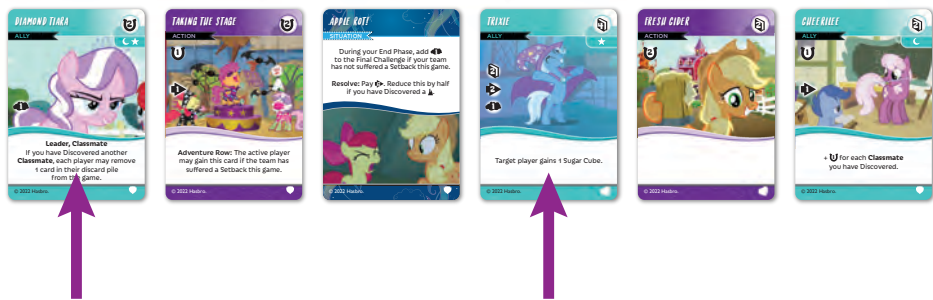 DIAMOND TIARA
2
ALLY
1
Leader, Classmate
If you have Discovered another
Classmate, each player may remove
1 card in their discard pile
from the game.
© 2022 Hasbro.
TAKING THE STAGE
2
ACTION
1
1
Adventure Row: The active player
may gain this card if the team has
suffered a Setback this game.
© 2022 Hasbro.
APPLE ROT!
SITUATION
During your End Phase, add 1
to the Final Challenge if your team
has not suffered a Setback this game.
Resolve: Pay 8. Reduce this by half
if you have Discovered a
© 2022 Hasbro.
TRIXIE
4
ALLY
2
2
1
Target player gains 1 Sugar Cube.
© 2022 Hasbro.
FRESH CIDER
2
ACTION
2
© 2022 Hasbro.
CHEERILEE
2
ALLY
1
+ U for each Classmate
you have Discovered.
© 2022 Hasbro.